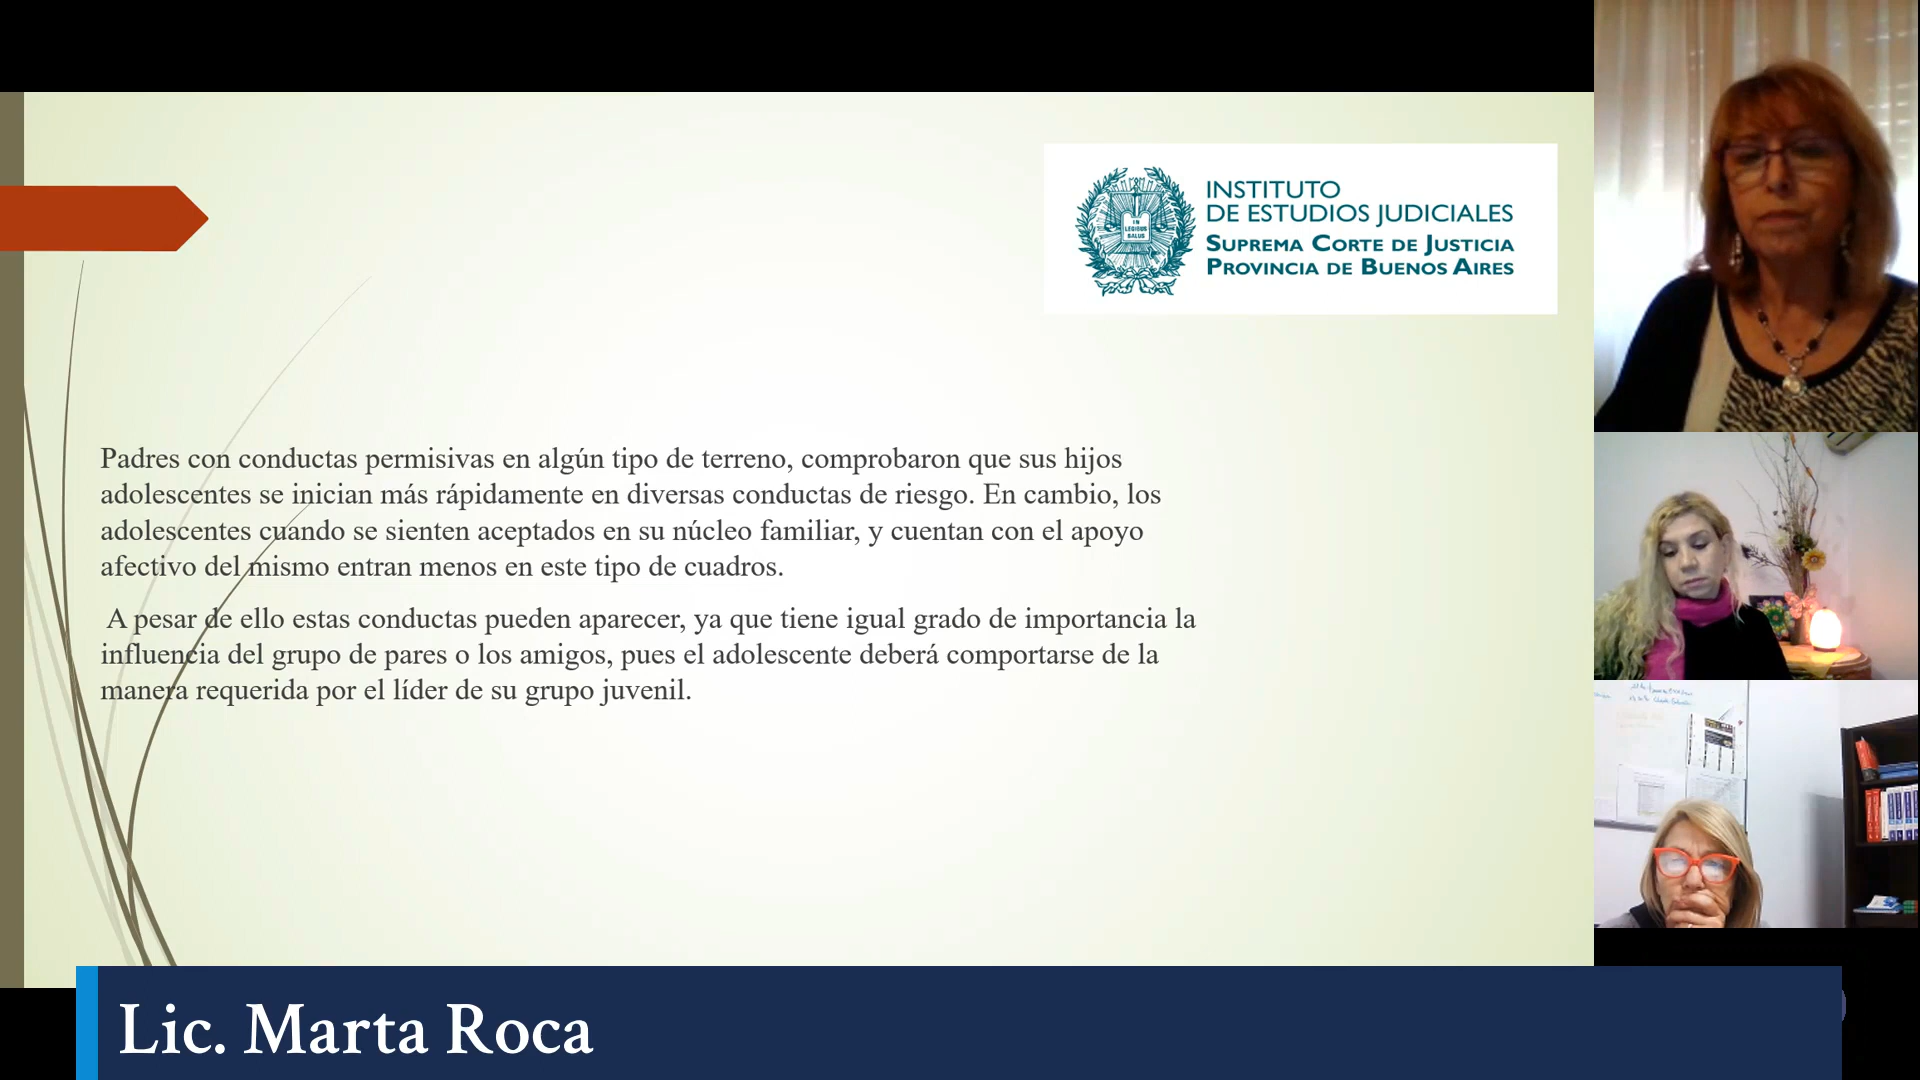 INSTITUTO
DE ESTUDIOS JUDICIALES
SUPREMA CORTE DE JUSTICIA
PROVINCIA DE BUENOS AIRES
IN
LEGIBUS
SALUS
Padres con conductas permisivas en algún tipo de terreno, comprobaron que sus hijos
adolescentes se inician más rápidamente en diversas conductas de riesgo. En cambio, los
adolescentes cuando se sienten aceptados en su núcleo familiar, y cuentan con el apoyo
afectivo del mismo entran menos en este tipo de cuadros.
A pesar de ello estas conductas pueden aparecer, ya que tiene igual grado de importancia la
influencia del grupo de pares o los amigos, pues el adolescente deberá comportarse de la
manera requerida por el líder de su grupo juvenil.
Lic. Marta Roca